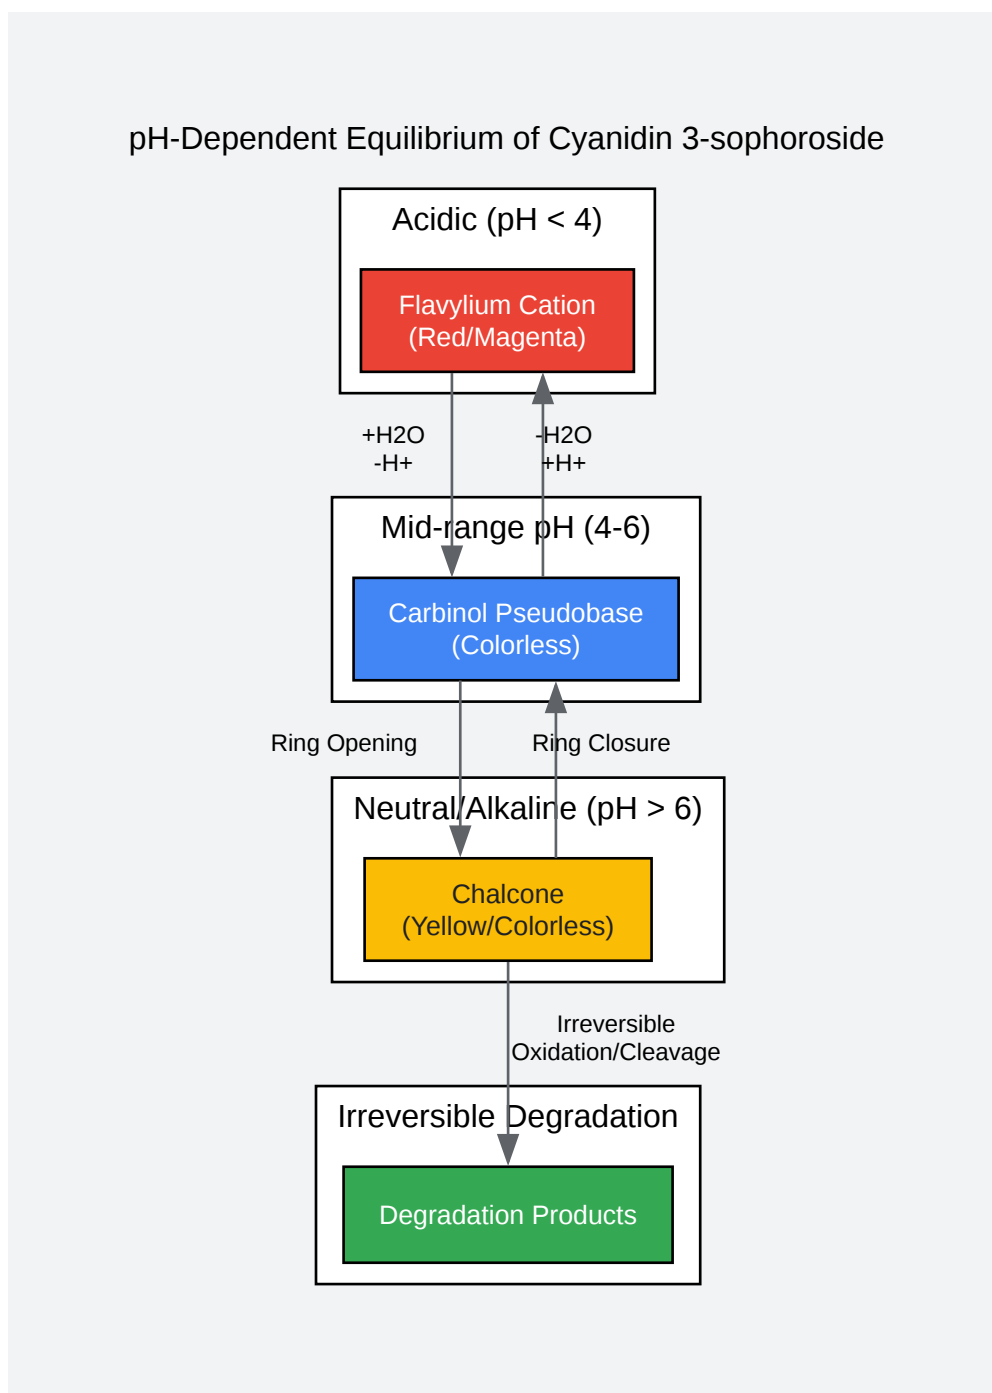 pH-Dependent Equilibrium of Cyanidin 3-sophoroside
Acidic (pH < 4)
Flavylium Cation
(Red/Magenta)
+H2O
-H+
-H2O
+H+
Mid-range pH (4-6)
Carbinol Pseudobase
(Colorless)
Ring Opening
Ring Closure
Neutral/Alkaline (pH > 6)
Chalcone
(Yellow/Colorless)
Irreversible
Oxidation/Cleavage
Irreversible Degradation
Degradation Products